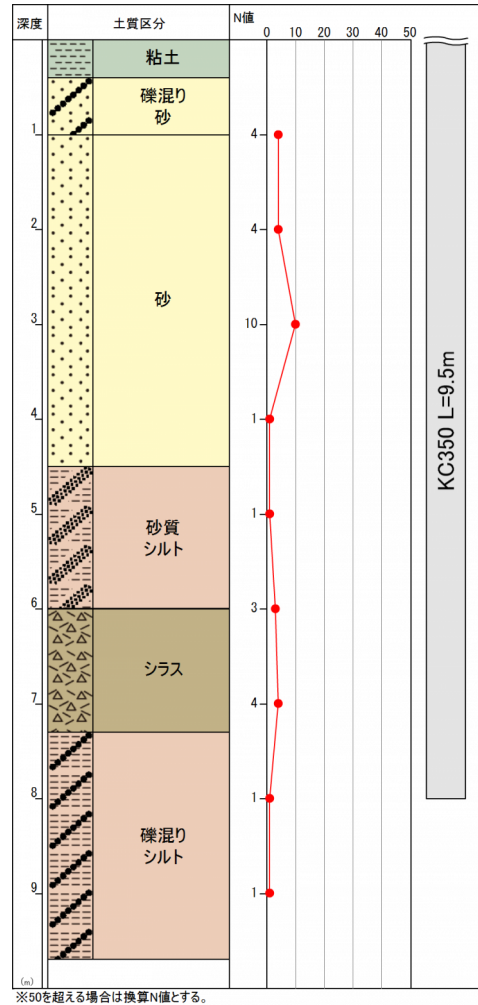 深度
土質区分
N値
0 10 20 30 40 50
粘土
礫混り
砂
1
4
2
4
砂
3
10
4
1
5
1
砂質
シルト
6
3
シラス
7
4
8
1
礫混り
シルト
9
1
(m)
KC350 L=9.5m
※50を超える場合は換算N値とする。